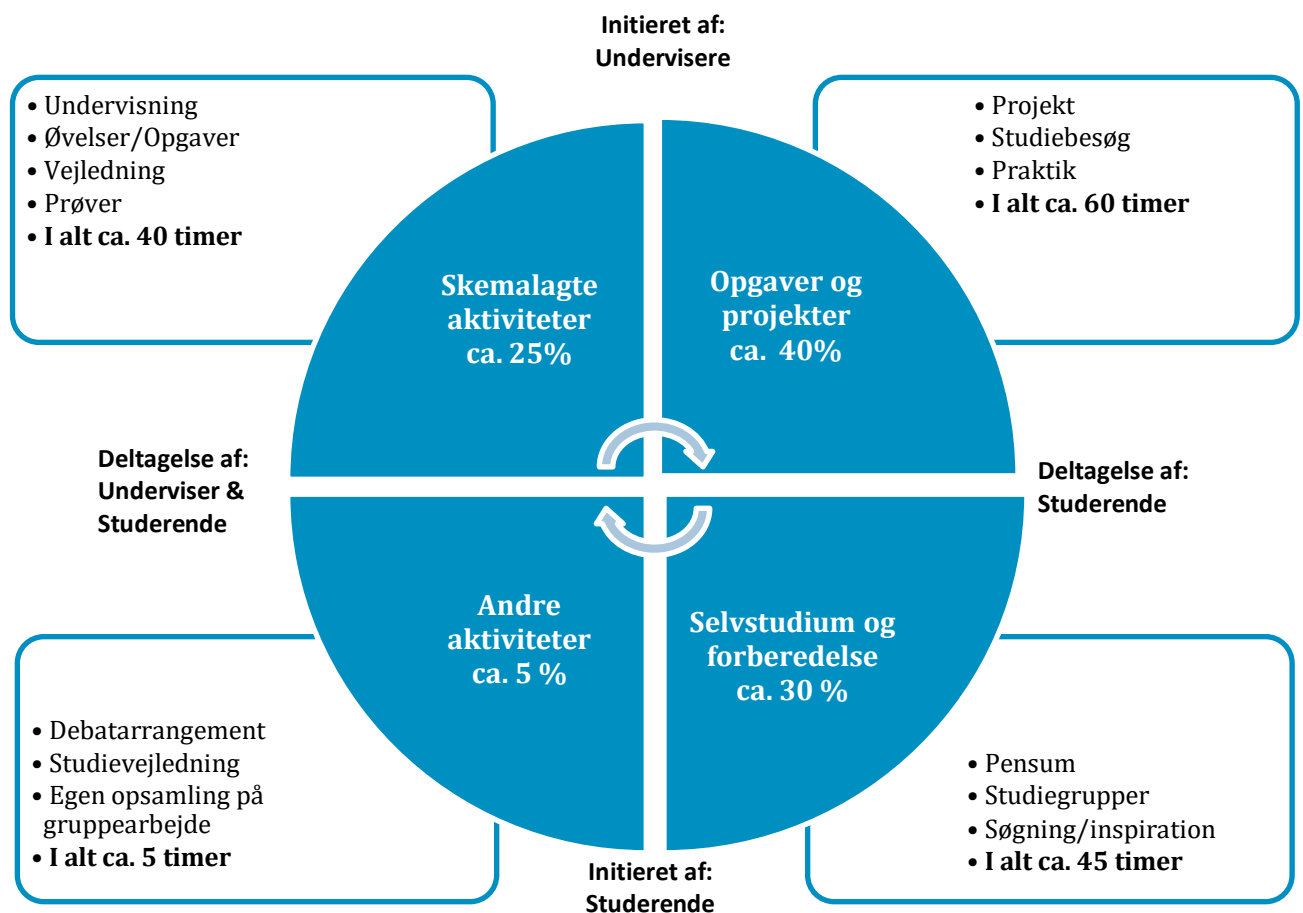 Initieret af:
Undervisere
• Undervisning
• Øvelser/Opgaver
• Vejledning
• Prøver
• I alt ca. 40 timer
• Projekt
• Studiebesøg
• Praktik
• I alt ca. 60 timer
Skemalagte
aktiviteter
ca. 25%
Opgaver og
projekter
ca. 40%
Deltagelse af:
Underviser &
Studerende
Deltagelse af:
Studerende
Andre
aktiviteter
ca. 5 %
Selvstudium og
forberedelse
ca. 30 %
• Debatarrangement
• Studievejledning
• Egen opsamling på
gruppearbejde
• I alt ca. 5 timer
• Pensum
• Studiegrupper
• Søgning/inspiration
• I alt ca. 45 timer
Initieret af:
Studerende